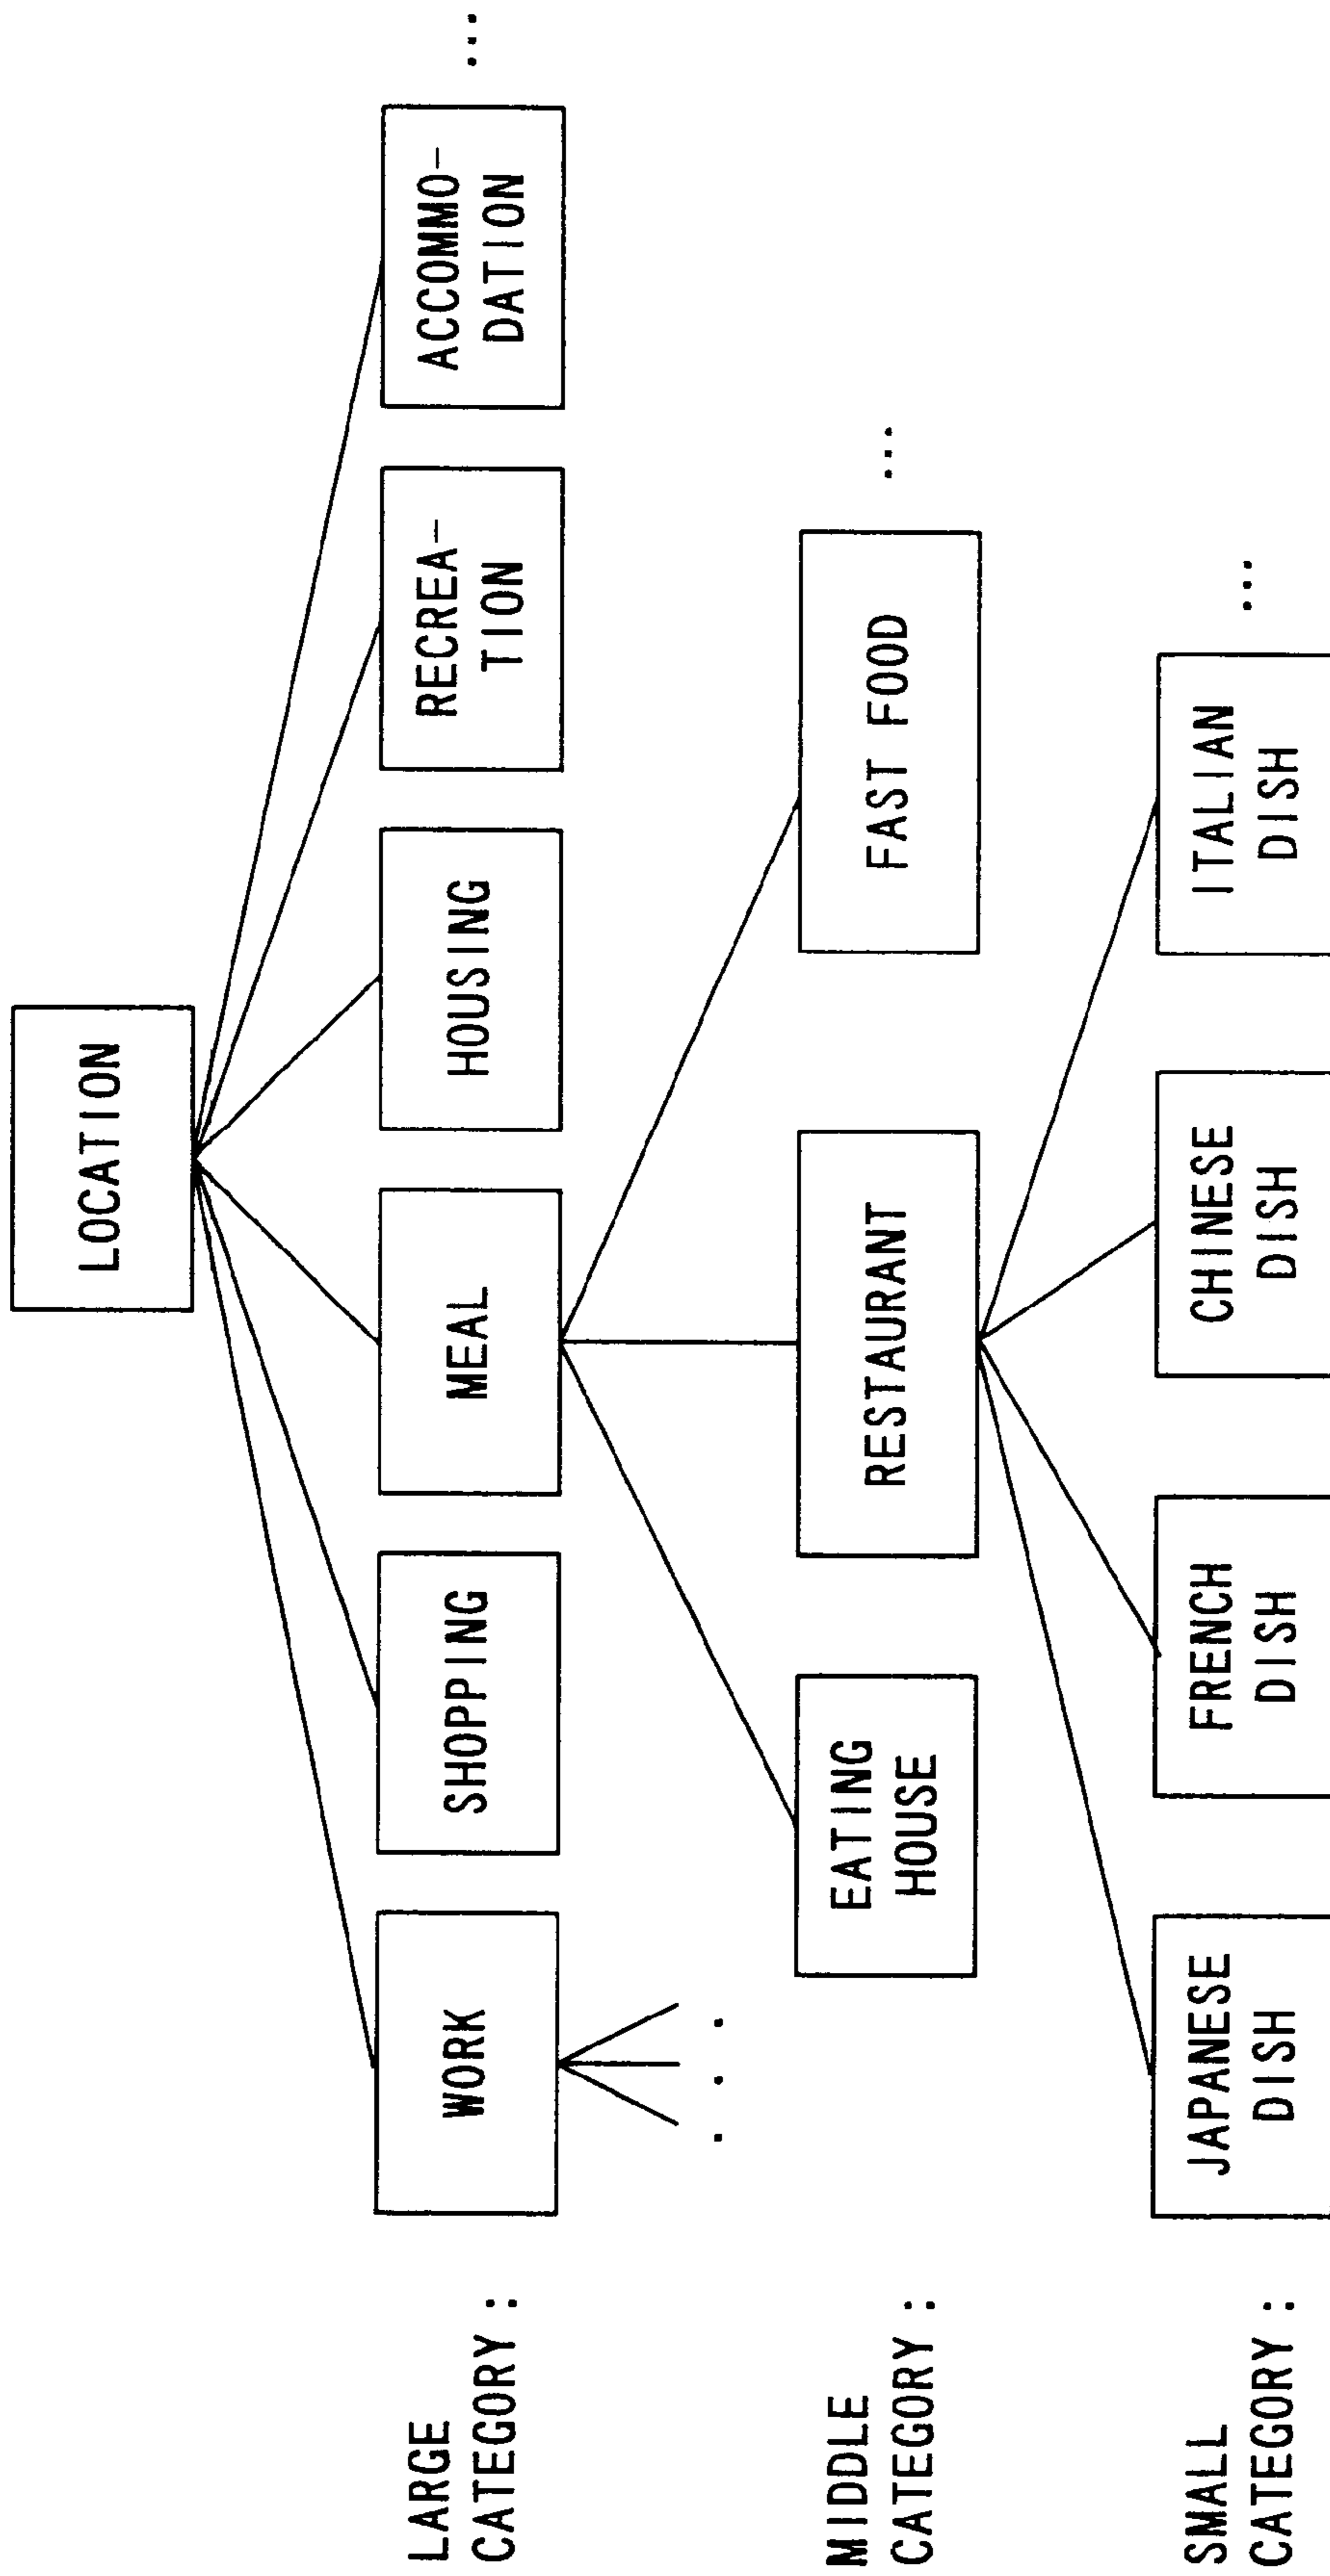 LOCATION
LARGE
CATEGORY :
WORK
SHOPPING
MEAL
HOUSING
RECREA-
TION
ACCOMMO-
DATION
...
. . .
MIDDLE
CATEGORY :
EATING
HOUSE
RESTAURANT
FAST FOOD
...
SMALL
CATEGORY :
JAPANESE
DISH
FRENCH
DISH
CHINESE
DISH
ITALIAN
DISH
...